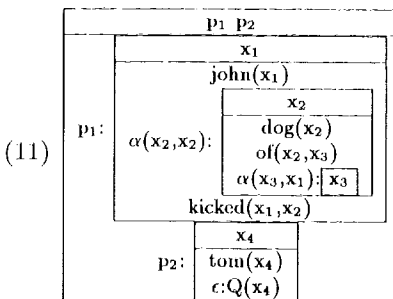 p₁ p₂
x₁
john(x₁)
x₂
dog(x₂)
of(x₂,x₃)
α(x₃,x₁): x₃
α(x₂,x₂):
kicked(x₁,x₂)
p₁:
(11)
x₄
tom(x₄)
ϵ:Q(x₄)
p₂: